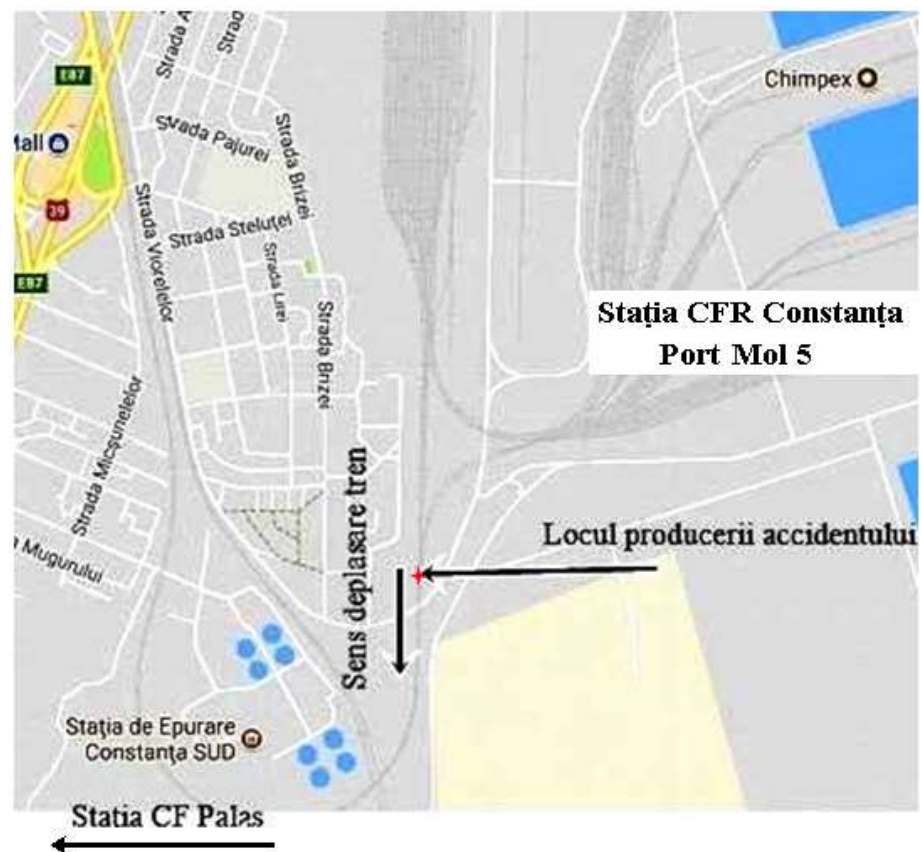 Strada A
Strad
E87
Chimpex
Mall
Strada Pajurei
Strada Brizei
39
Strada Steluței
Strada Viorelelor
Strada Lirei
E87
Stația CFR Constanța
Port Mol 5
Strada Brizei
Strada Micșunelelor
Sens deplasare tren
Locul producerii accidentului
a Mugurului
Stația de Epurare
Constanța SUD
Statia CF Palas